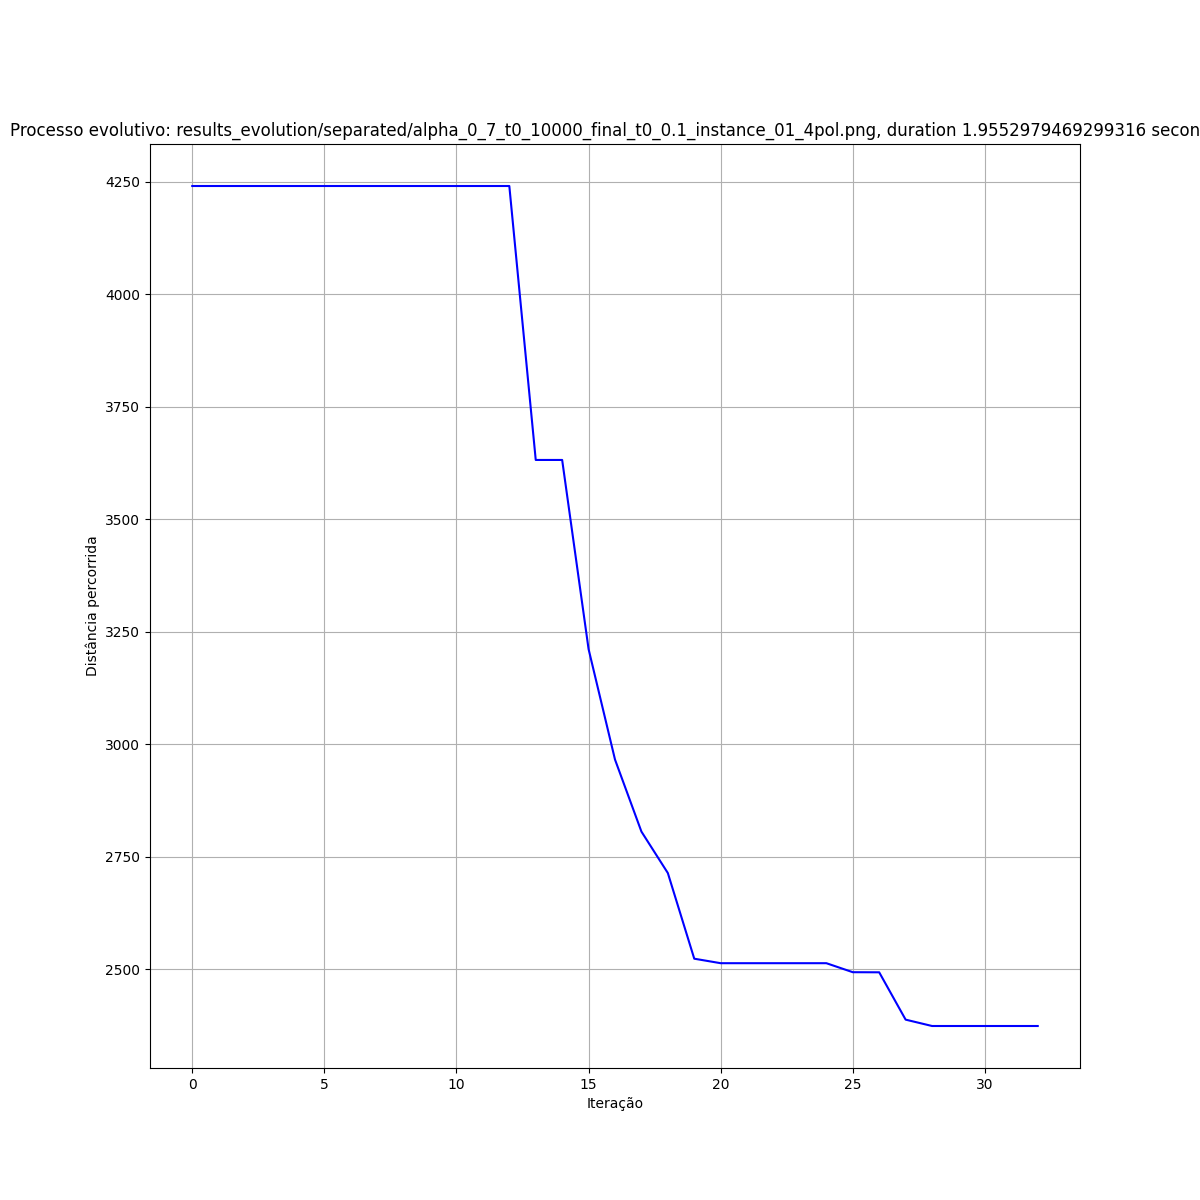 Processo evolutivo: results_evolution/separated/alpha_0_7_t0_10000_final_t0_0.1_instance_01_4pol.png, duration 1.9552979469299316 secon
4250
4000
3750
3500
3250
3000
2750
2500
Distância percorrida
0 5 10 15 20 25 30
Iteração